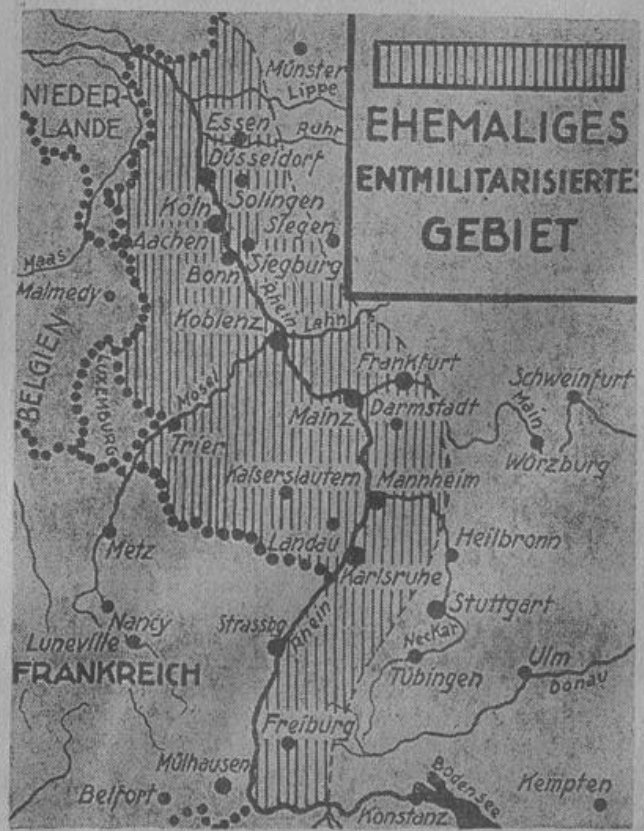 EHEMALIGES
ENTMILITARISIERTES
GEBIET
Münster
Lippe
NIEDER-
LANDE
Essen
Ruhr
Düsseldorf
Solingen
Köln
Siegen
Aachen
Siegburg
Bonn
Maas
Malmedy
Rhein
Lahn
Koblenz
BELGIEN
LUXEMBURG
Mosel
Frankfurt
Schweinfurt
Mainz
Darmstadt
Main
Trier
Würzburg
Kaiserslautern
Mannheim
Metz
Landau
Heilbronn
Karlsruhe
Nancy
Stuttgart
Strassbg
Rhein
Luneville
Neckar
FRANKREICH
Tübingen
Ulm
Donau
Freiburg
Mülhausen
Belfort
Bodensee
Kempten
Konstanz